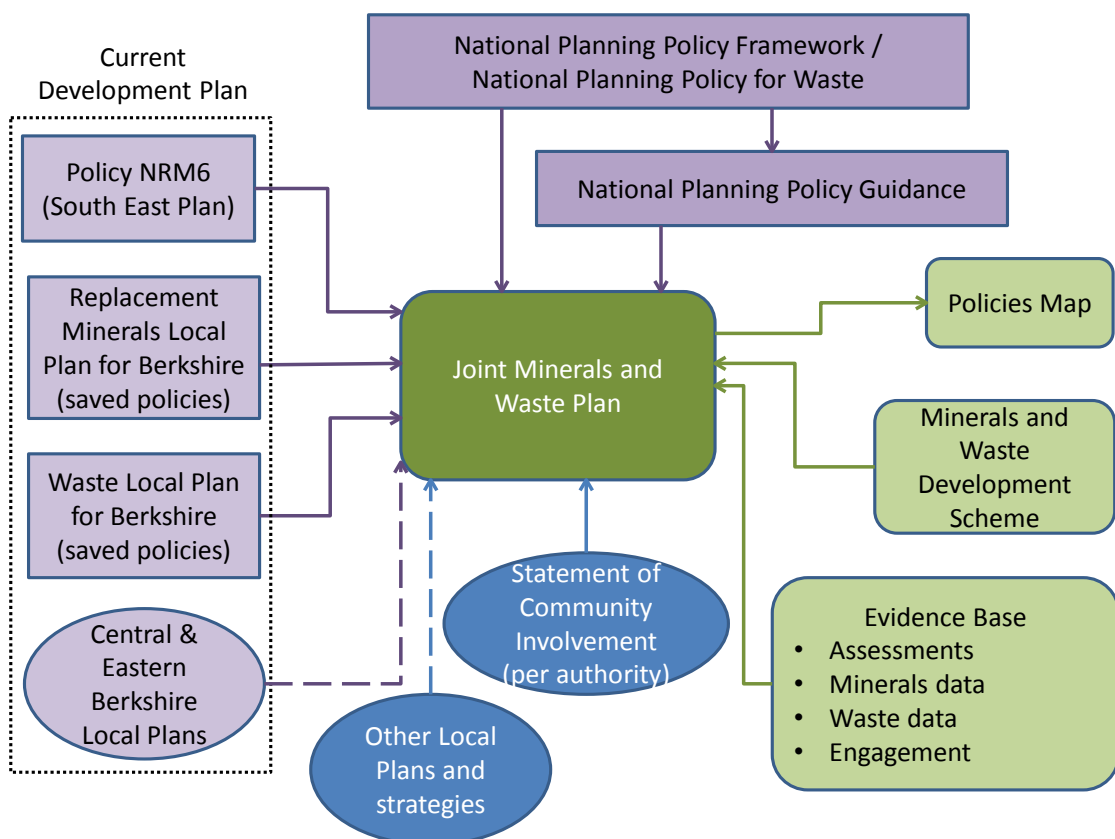 Current
Development Plan
Policy NRM6
(South East Plan)
Replacement
Minerals Local
Plan for Berkshire
(saved policies)
Waste Local Plan
for Berkshire
(saved policies)
Central &
Eastern
Berkshire
Local Plans
National Planning Policy Framework /
National Planning Policy for Waste
National Planning Policy Guidance
Joint Minerals and
Waste Plan
Statement of
Community
Involvement
(per authority)
Other Local
Plans and
strategies
Policies Map
Minerals and
Waste
Development
Scheme
Evidence Base
• Assessments
• Minerals data
• Waste data
• Engagement